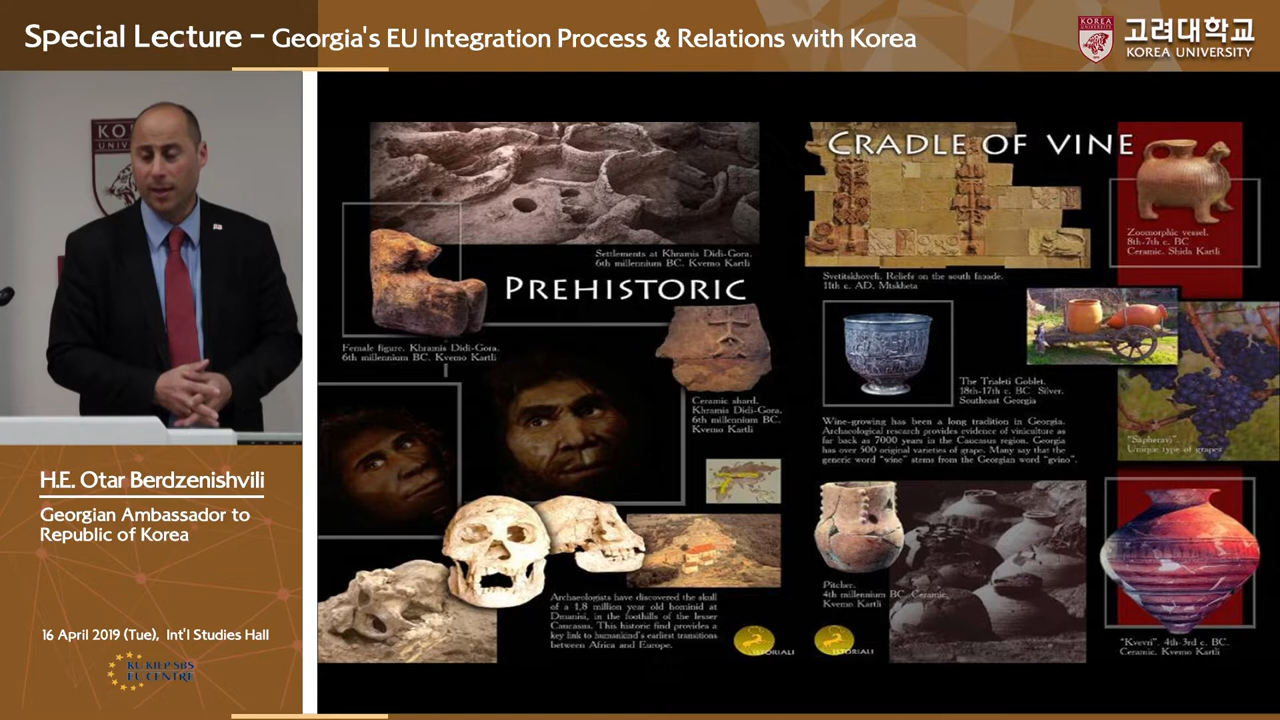 Special Lecture - Georgia's EU Integration Process & Relations with Korea
KOREA
UNIVERSITY
고려대학교
KOREA UNIVERSITY
KO
UNIV
H.E. Otar Berdzenishvili
Georgian Ambassador to
Republic of Korea
16 April 2019 (Tue), Int'l Studies Hall
KU-KIEP-SBS
EU CENTRE
Settlements at Khramis Didi-Gora.
6th millennium BC. Kvemo Kartli
PREHISTORIC
Female figure. Khramis Didi-Gora.
6th millennium BC. Kvemo Kartli
Ceramic shard.
Khramis Didi-Gora.
6th millennium BC.
Kvemo Kartli
Archaeologists have discovered the skull
of a 1,8 million year old hominid at
Dmanisi, in the foothills of the lesser
Caucasus. This historic find provides a
key link to humankind's earliest transitions
between Africa and Europe.
ISTORIALI
CRADLE OF VINE
Zoomorphic vessel.
8th-7th c. BC
Ceramic. Shida Kartli
Svetitskhoveli. Reliefs on the south fasade.
11th c. AD. Mtskheta
The Trialeti Goblet.
18th-17th c. BC Silver.
Southeast Georgia
Wine-growing has been a long tradition in Georgia.
Archaeological research provides evidence of viniculture as
far back as 7000 years in the Caucasus region. Georgia
has over 500 original varieties of grape. Many say that the
generic word "wine" stems from the Georgian word "gvino".
"Sapheravi".
Unique type of grapes
Pitcher.
4th millennium BC. Ceramic.
Kvemo Kartli
ISTORIALI
"Kvevri". 4th-3rd c. BC.
Ceramic. Kvemo Kartli